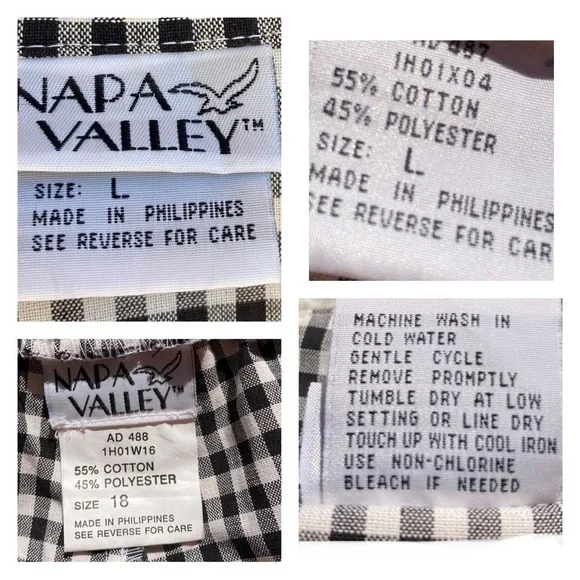 NAPA
VALLEY™
SIZE: L
MADE IN PHILIPPINES
SEE REVERSE FOR CARE
AD 487
1H01X04
55% COTTON
45% POLYESTER
SIZE: L
MADE IN PHILIPPINES
SEE REVERSE FOR CAR
NAPA
VALLEY™
AD 488
1H01W16
55% COTTON
45% POLYESTER
SIZE 18
MADE IN PHILIPPINES
SEE REVERSE FOR CARE
MACHINE WASH IN
COLD WATER
GENTLE CYCLE
REMOVE PROMPTLY
TUMBLE DRY AT LOW
SETTING OR LINE DRY
TOUCH UP WITH COOL IRON
USE NON-CHLORINE
BLEACH IF NEEDED